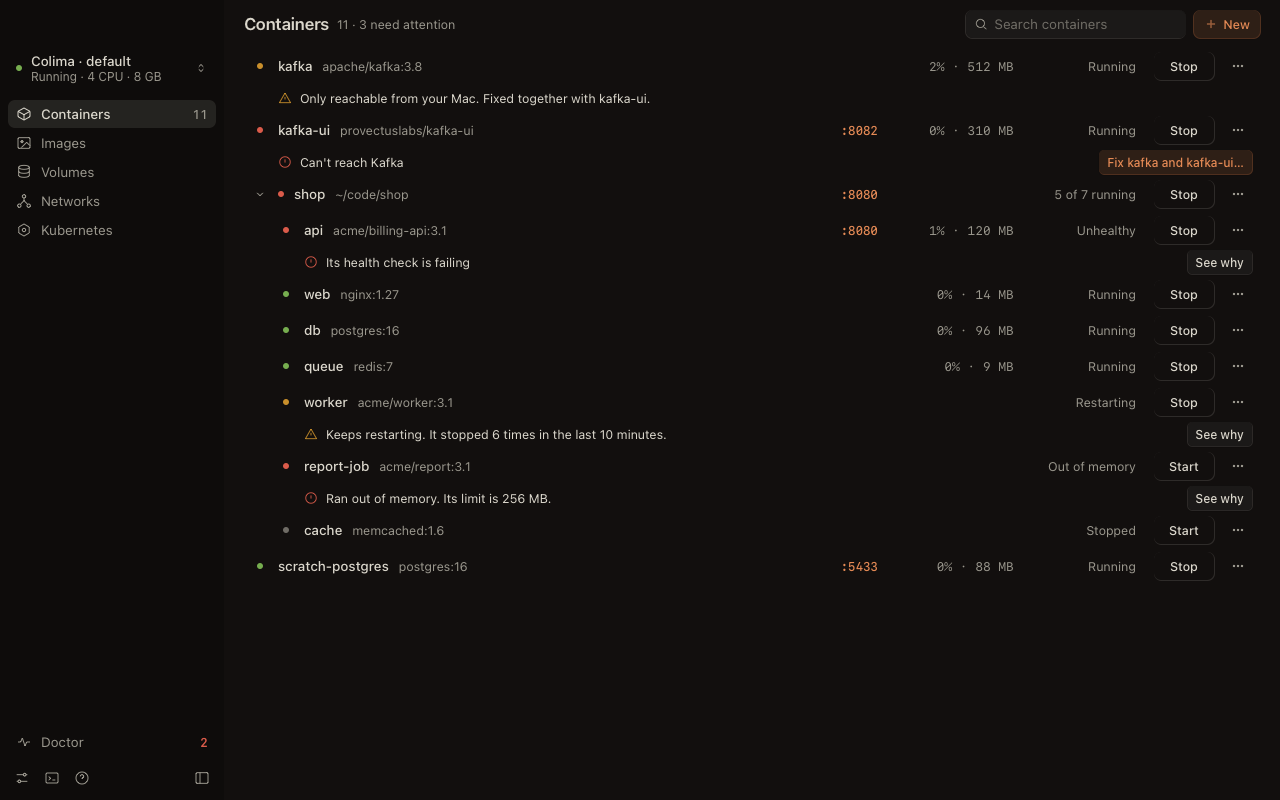 Containers 11 · 3 need attention
Search containers
+ New
Colima · default
Running · 4 CPU · 8 GB
Containers 11
Images
Volumes
Networks
Kubernetes
kafka apache/kafka:3.8 2% · 512 MB Running Stop ···
Only reachable from your Mac. Fixed together with kafka-ui.
kafka-ui provectuslabs/kafka-ui :8082 0% · 310 MB Running Stop ···
Can't reach Kafka Fix kafka and kafka-ui...
shop ~/code/shop :8080 5 of 7 running Stop ···
api acme/billing-api:3.1 :8080 1% · 120 MB Unhealthy Stop ···
Its health check is failing See why
web nginx:1.27 0% · 14 MB Running Stop ···
db postgres:16 0% · 96 MB Running Stop ···
queue redis:7 0% · 9 MB Running Stop ···
worker acme/worker:3.1 Restarting Stop ···
Keeps restarting. It stopped 6 times in the last 10 minutes. See why
report-job acme/report:3.1 Out of memory Start ···
Ran out of memory. Its limit is 256 MB. See why
cache memcached:1.6 Stopped Start ···
scratch-postgres postgres:16 :5433 0% · 88 MB Running Stop ···
Doctor 2